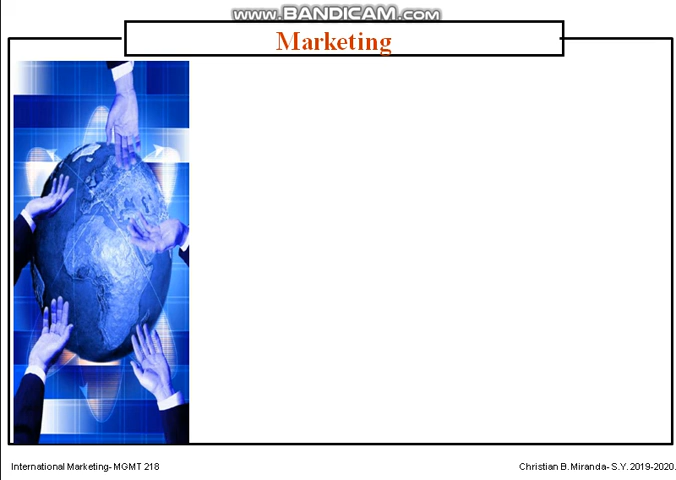 www.BANDICAM.com
Marketing
International Marketing- MGMT 218
Christian B. Miranda- S.Y. 2019-2020.